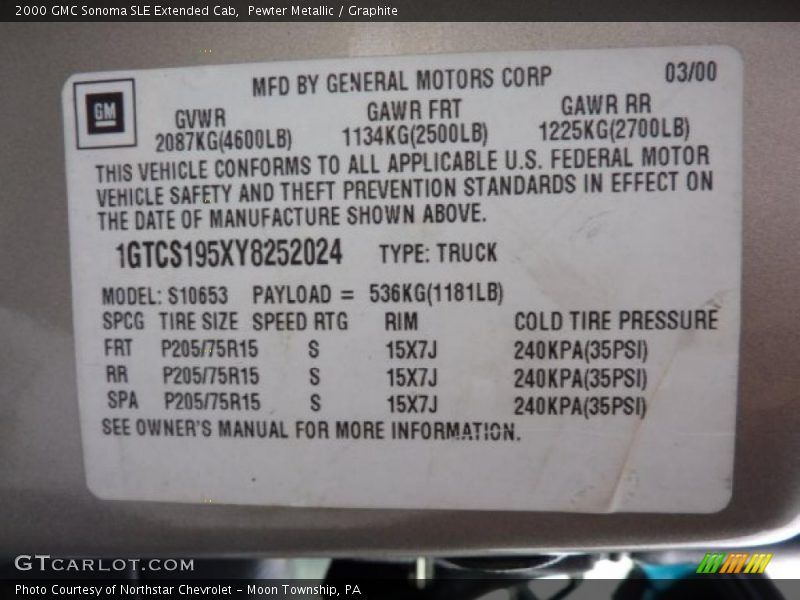 2000 GMC Sonoma SLE Extended Cab,  Pewter Metallic / Graphite
MFD BY GENERAL MOTORS CORP 03/00
GM
GVWR GAWR FRT GAWR RR
2087KG(4600LB) 1134KG(2500LB) 1225KG(2700LB)
THIS VEHICLE CONFORMS TO ALL APPLICABLE U.S. FEDERAL MOTOR
VEHICLE SAFETY AND THEFT PREVENTION STANDARDS IN EFFECT ON
THE DATE OF MANUFACTURE SHOWN ABOVE.
1GTCS195XY8252024 TYPE: TRUCK
MODEL: S10653 PAYLOAD = 536KG(1181LB)
SPCG TIRE SIZE SPEED RTG RIM COLD TIRE PRESSURE
FRT P205/75R15 S 15X7J 240KPA(35PSI)
RR P205/75R15 S 15X7J 240KPA(35PSI)
SPA P205/75R15 S 15X7J 240KPA(35PSI)
SEE OWNER'S MANUAL FOR MORE INFORMATION.
GTCARLOT.COM
Photo Courtesy of Northstar Chevrolet - Moon Township, PA